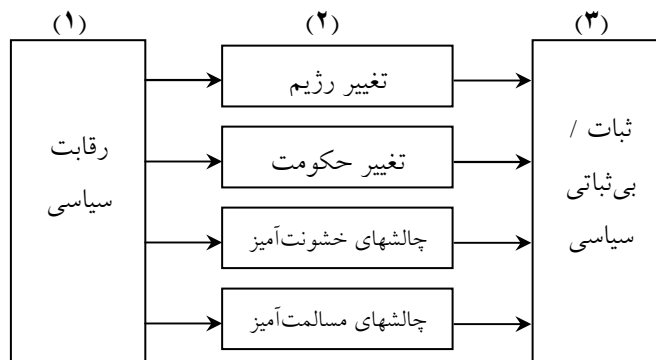 (۱)
(۲)
(۳)
رقابت
سیاسی
تغییر رژیم
تغییر حکومت
چالشهای خشونت‌آمیز
چالشهای مسالمت‌آمیز
ثبات /
بی‌ثباتی
سیاسی